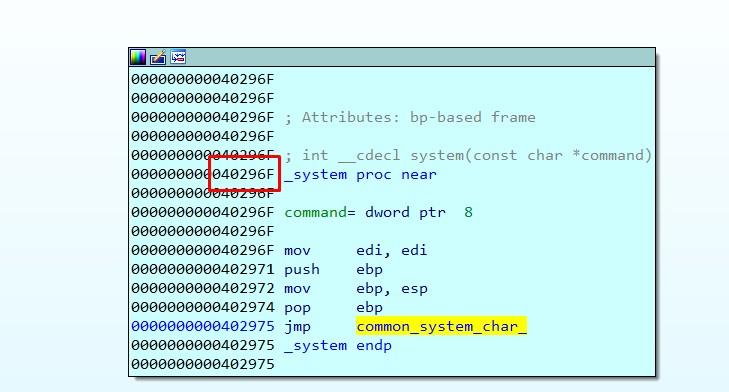 000000000040296F
000000000040296F
000000000040296F ; Attributes: bp-based frame
000000000040296F
000000000040296F ; int __cdecl system(const char *command)
000000000040296F _system proc near
000000000040296F
000000000040296F command= dword ptr  8
000000000040296F
000000000040296F mov     edi, edi
0000000000402971 push    ebp
0000000000402972 mov     ebp, esp
0000000000402974 pop     ebp
0000000000402975 jmp     common_system_char_
0000000000402975 _system endp
0000000000402975